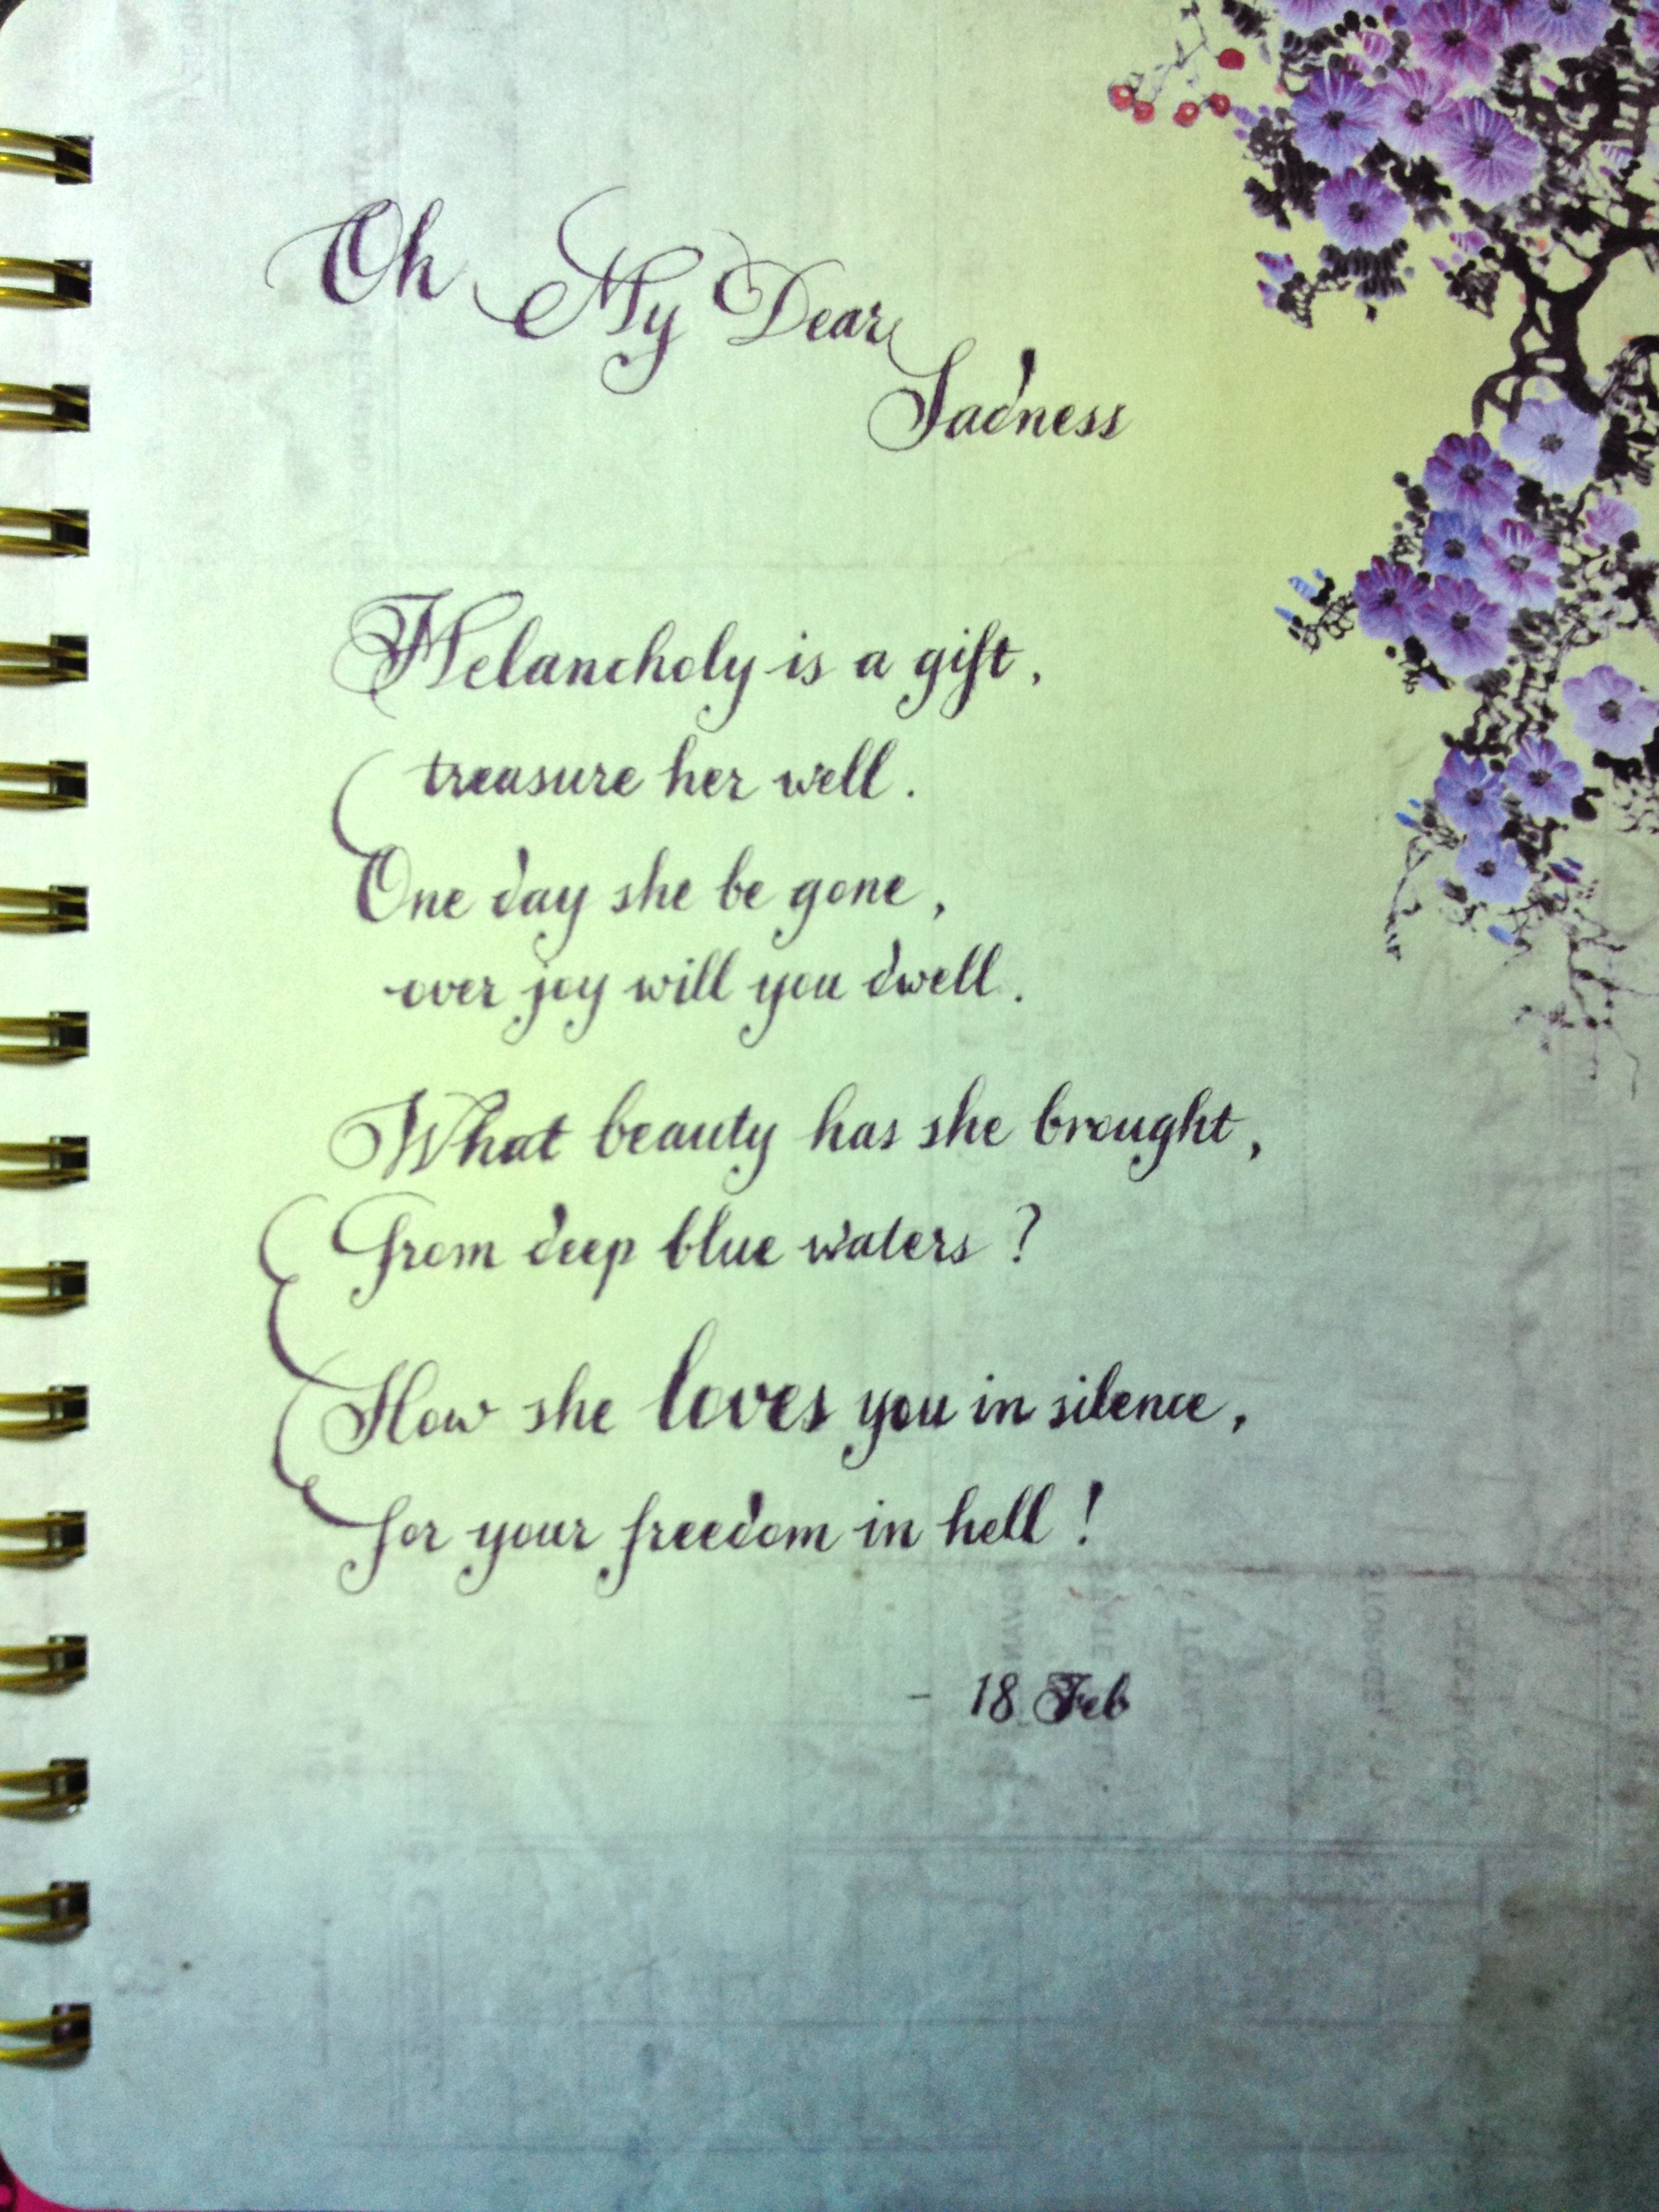 Oh My Dear
Sadness
Melancholy is a gift,
treasure her well.
One day she be gone,
over joy will you dwell.
What beauty has she brought,
From deep blue waters?
How she loves you in silence,
for your freedom in hell!
- 18 Feb